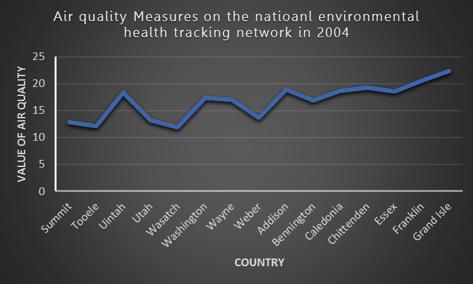 Air quality Measures on the natioanl environmental
health tracking network in 2004
VALUE OF AIR QUALITY
25
20
15
10
5
0
Summit
Tooele
Uintah
Utah
Wasatch
Washington
Wayne
Weber
Addison
Bennington
Caledonia
Chittenden
Essex
Franklin
Grand Isle
COUNTRY